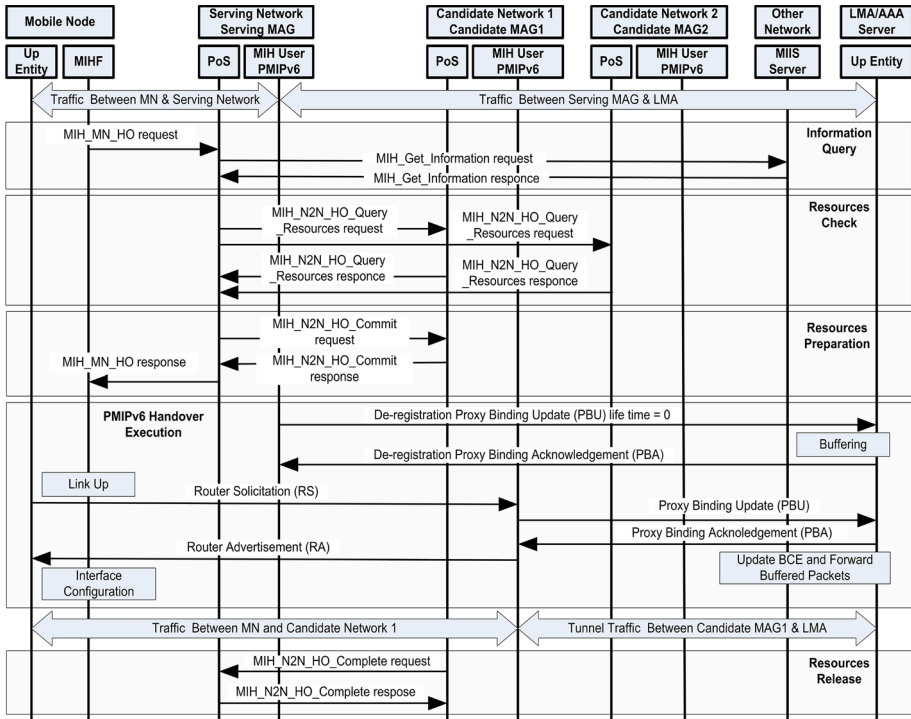 Mobile Node
Serving Network
Serving MAG
Candidate Network 1
Candidate MAG1
Candidate Network 2
Candidate MAG2
Other
Network
LMA/AAA
Server
Up
Entity
MIHF
PoS
MIH User
PMIPv6
PoS
MIH User
PMIPv6
PoS
MIH User
PMIPv6
MIIS
Server
Up Entity
Traffic Between MN & Serving Network
Traffic Between Serving MAG & LMA
Information
Query
MIH_MN_HO request
MIH_Get_Information request
MIH_Get_Information responce
Resources
Check
MIH_N2N_HO_Query
_Resources request
MIH_N2N_HO_Query
_Resources request
MIH_N2N_HO_Query
_Resources responce
MIH_N2N_HO_Query
_Resources responce
Resources
Preparation
MIH_N2N_HO_Commit
request
MIH_N2N_HO_Commit
response
MIH_MN_HO response
PMIPv6 Handover
Execution
De-registration Proxy Binding Update (PBU) life time = 0
Buffering
De-registration Proxy Binding Acknowledgement (PBA)
Link Up
Router Solicitation (RS)
Proxy Binding Update (PBU)
Proxy Binding Acknoledgement (PBA)
Router Advertisement (RA)
Update BCE and Forward
Buffered Packets
Interface
Configuration
Traffic Between MN and Candidate Network 1
Tunnel Traffic Between Candidate MAG1 & LMA
Resources
Release
MIH_N2N_HO_Complete request
MIH_N2N_HO_Complete respose